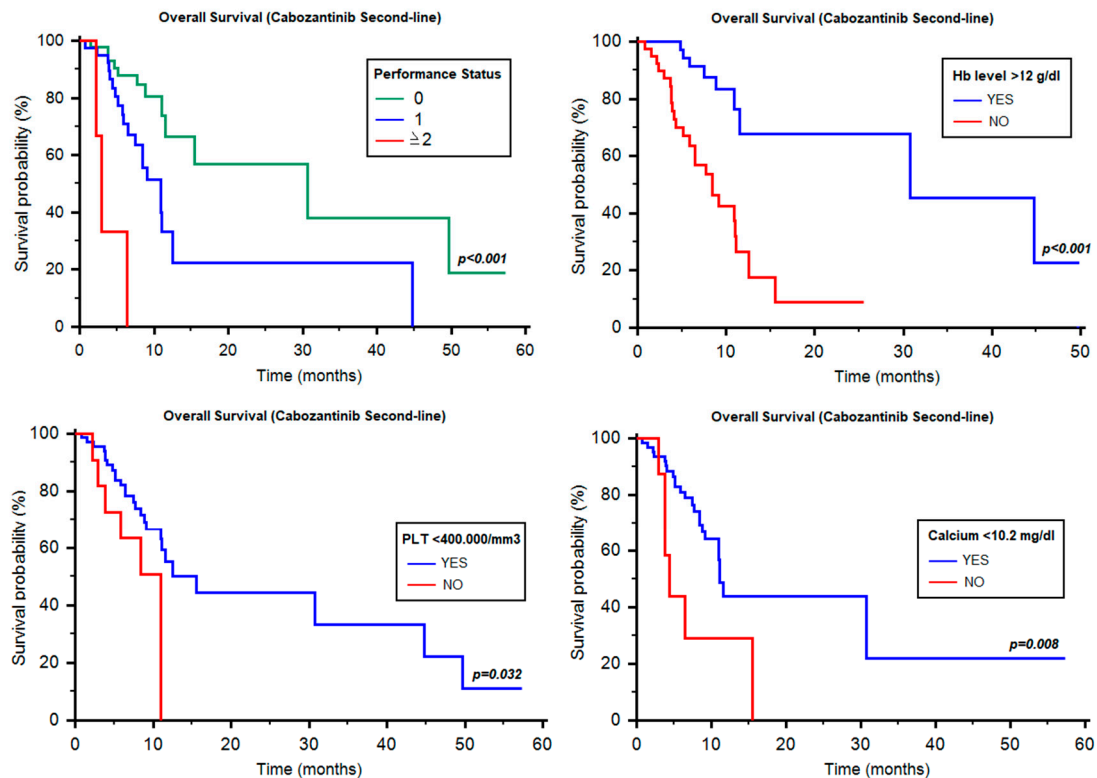 Overall Survival (Cabozantinib Second-line)
Survival probability (%)
100
80
60
40
20
0
Performance Status
0
1
≧2
p<0.001
0 10 20 30 40 50 60
Time (months)
Overall Survival (Cabozantinib Second-line)
Survival probability (%)
100
80
60
40
20
0
Hb level >12 g/dl
YES
NO
p<0.001
0 10 20 30 40 50
Time (months)
Overall Survival (Cabozantinib Second-line)
Survival probability (%)
100
80
60
40
20
0
PLT <400.000/mm3
YES
NO
p=0.032
0 10 20 30 40 50 60
Time (months)
Overall Survival (Cabozantinib Second-line)
Survival probability (%)
100
80
60
40
20
0
Calcium <10.2 mg/dl
YES
NO
p=0.008
0 10 20 30 40 50 60
Time (months)